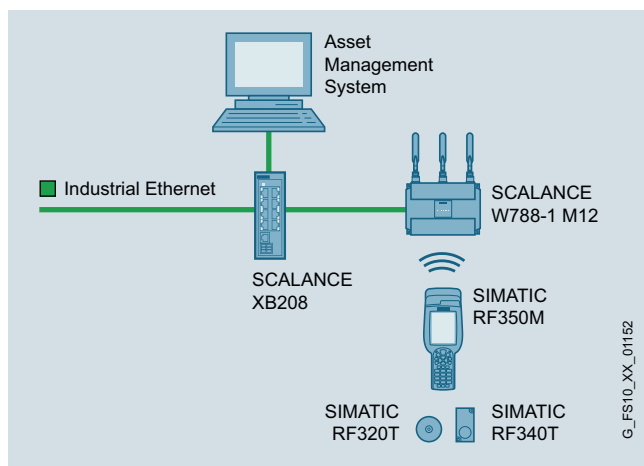 Asset
Management
System
Industrial Ethernet
SCALANCE
W788-1 M12
SCALANCE
XB208
SIMATIC
RF350M
SIMATIC
RF320T
SIMATIC
RF340T
G_FS10_XX_01152